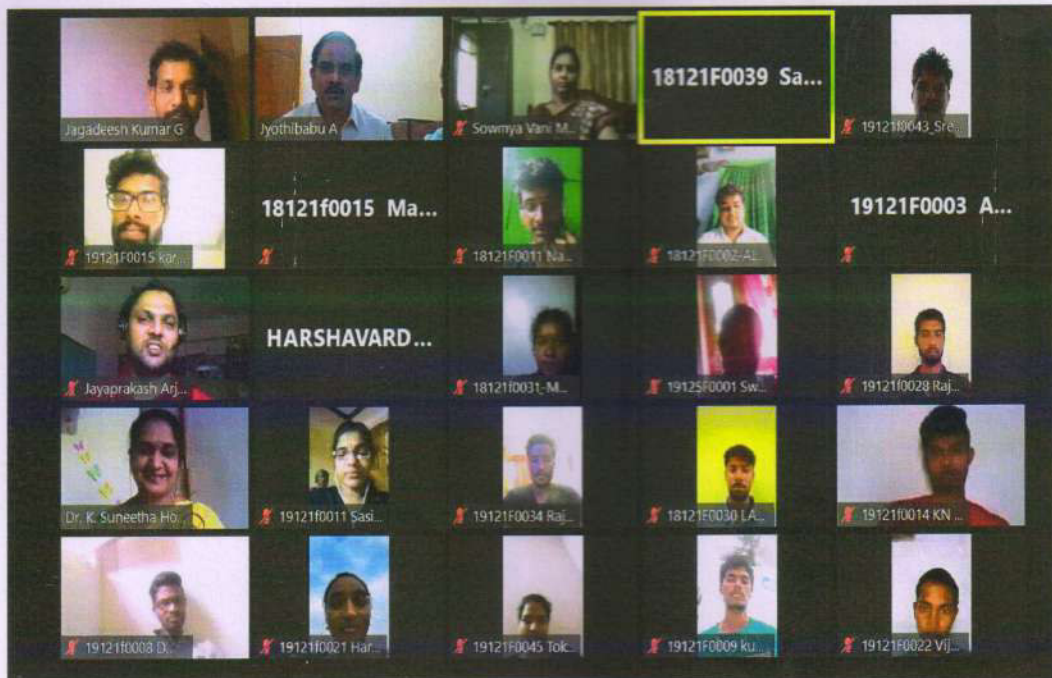 Jagadeesh Kumar G
Jyothibabu A
Sowmya Vani M...
18121F0039 Sa...
19121f0043_Sre...
19121F0015 kar...
18121f0015 Ma...
18121F0011 Na...
18121F0002-AL...
19121F0003 A...
Jayaprakash Arj...
HARSHAVARD...
18121f0031_M...
19125F0001 Sw...
19121f0028 Raj...
Dr. K. Suneetha Ho...
19121f0011 Sasi...
19121F0034 Raj...
18121F0030 LA...
19121f0014 KN ...
19121f0008 D...
19121f0021 Har...
19121F0045 Tok...
19121F0009 ku...
19121F0022 Vij...